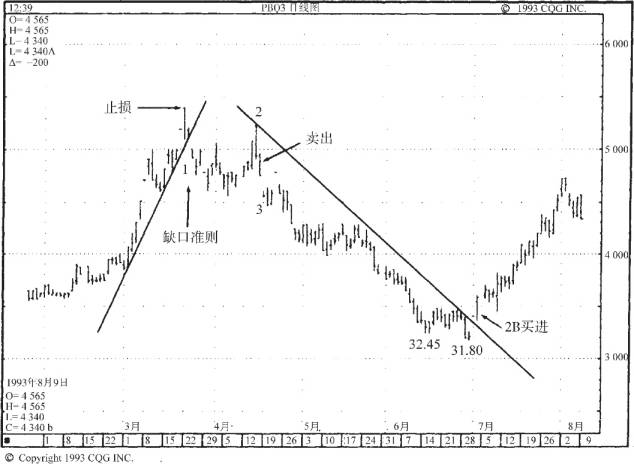 12:39 PBQ3 日线图 © 1993 CQG INC.
O= 4 565
H= 4 565
L= 4 340
L= 4 340A
Δ= −200
6 000
5 000
4 000
3 000
止损
1
缺口准则
2
卖出
3
32.45
31.80
2B买进
1993年8月9日
O= 4 565
H= 4 565
L= 4 340
C= 4 340 b
3月 4月 5月 6月 7月 8月
1 8 15 22 1 8 15 22 29 5 12 19 26 3 10 17 24 31 7 14 21 28 5 12 19 26 2 9
© Copyright 1993 CQG INC.